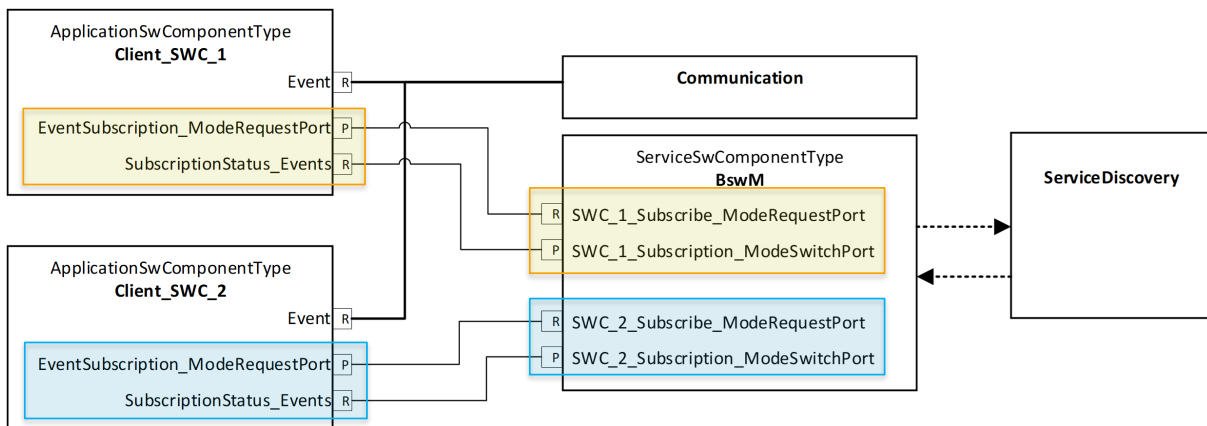 ApplicationSwComponentType
Client_SWC_1
Event R
EventSubscription_ModeRequestPort P
SubscriptionStatus_Events R
ApplicationSwComponentType
Client_SWC_2
Event R
EventSubscription_ModeRequestPort P
SubscriptionStatus_Events R
Communication
ServiceSwComponentType
BswM
R SWC_1_Subscribe_ModeRequestPort
P SWC_1_Subscription_ModeSwitchPort
R SWC_2_Subscribe_ModeRequestPort
P SWC_2_Subscription_ModeSwitchPort
ServiceDiscovery